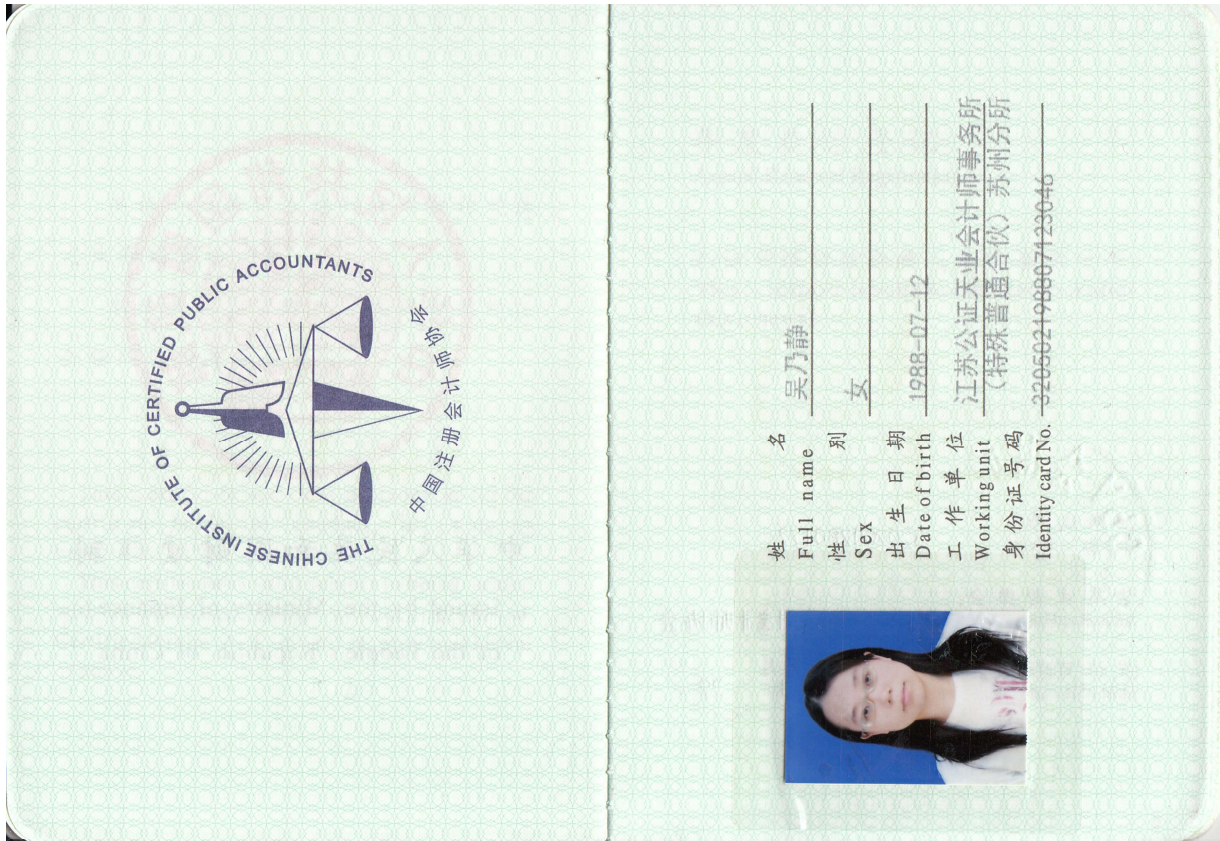 THE CHINESE INSTITUTE OF CERTIFIED PUBLIC ACCOUNTANTS
中国注册会计师协会
姓 名 吴乃静
Full name
性 别
Sex 女
出 生 日 期
Date of birth 1988-07-12
工 作 单 位 江苏公证天业会计师事务所
Working unit (特殊普通合伙) 苏州分所
身 份 证 号 码
Identity card No. 320502198807123046